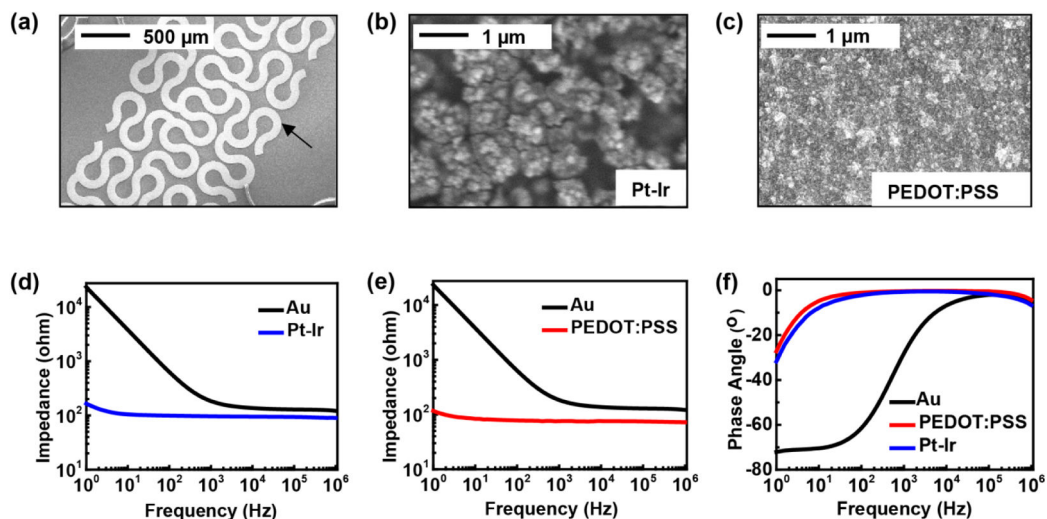 (a)
500 µm
(b)
1 µm
Pt-Ir
(c)
1 µm
PEDOT:PSS
(d)
Impedance (ohm)
10⁴
10³
10²
10¹
Au
Pt-Ir
10⁰ 10¹ 10² 10³ 10⁴ 10⁵ 10⁶
Frequency (Hz)
(e)
Impedance (ohm)
10⁴
10³
10²
10¹
Au
PEDOT:PSS
10⁰ 10¹ 10² 10³ 10⁴ 10⁵ 10⁶
Frequency (Hz)
(f)
Phase Angle (°)
0
-20
-40
-60
-80
Au
PEDOT:PSS
Pt-Ir
10⁰ 10¹ 10² 10³ 10⁴ 10⁵ 10⁶
Frequency (Hz)